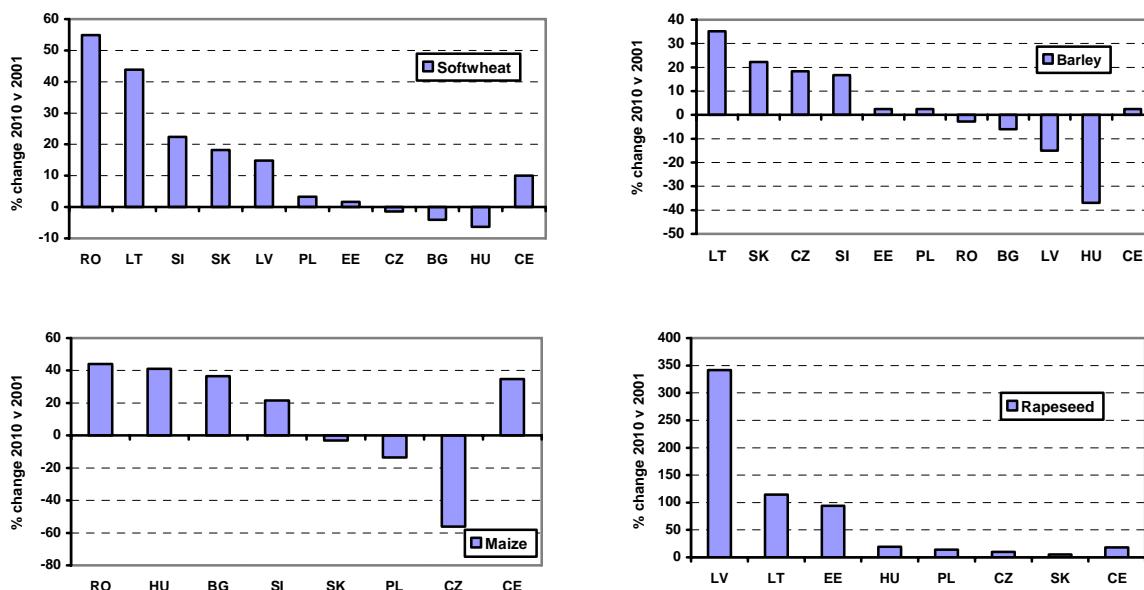 % change 2010 v 2001
60
50
40
30
20
10
0
-10
Softwheat
RO LT SI SK LV PL EE CZ BG HU CE
% change 2010 v 2001
40
30
20
10
0
-10
-20
-30
-40
-50
Barley
LT SK CZ SI EE PL RO BG LV HU CE
% change 2010 v 2001
60
40
20
0
-20
-40
-60
-80
Maize
RO HU BG SI SK PL CZ CE
% change 2010 v 2001
400
350
300
250
200
150
100
50
0
Rapeseed
LV LT EE HU PL CZ SK CE